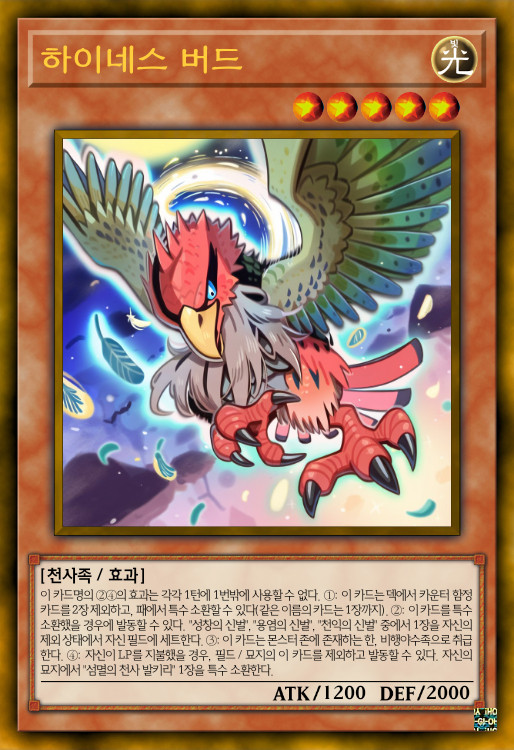 하이네스 버드
빛
光
[천사족 / 효과]
이 카드명의 ②④의 효과는 각각 1턴에 1번밖에 사용할 수 없다. ①: 이 카드는 덱에서 카운터 함정
카드를 2장 제외하고, 패에서 특수 소환할 수 있다(같은 이름의 카드는 1장까지). ②: 이 카드를 특수
소환했을 경우에 발동할 수 있다. "성창의 신벌", "용염의 신벌", "천익의 신벌" 중에서 1장을 자신의
제외 상태에서 자신 필드에 세트한다. ③: 이 카드는 몬스터 존에 존재하는 한, 비행야수족으로 취급
한다. ④: 자신이 LP를 지불했을 경우, 필드 / 묘지의 이 카드를 제외하고 발동할 수 있다. 자신의
묘지에서 "섬멸의 천사 발키리" 1장을 특수 소환한다.
ATK/1200 DEF/2000